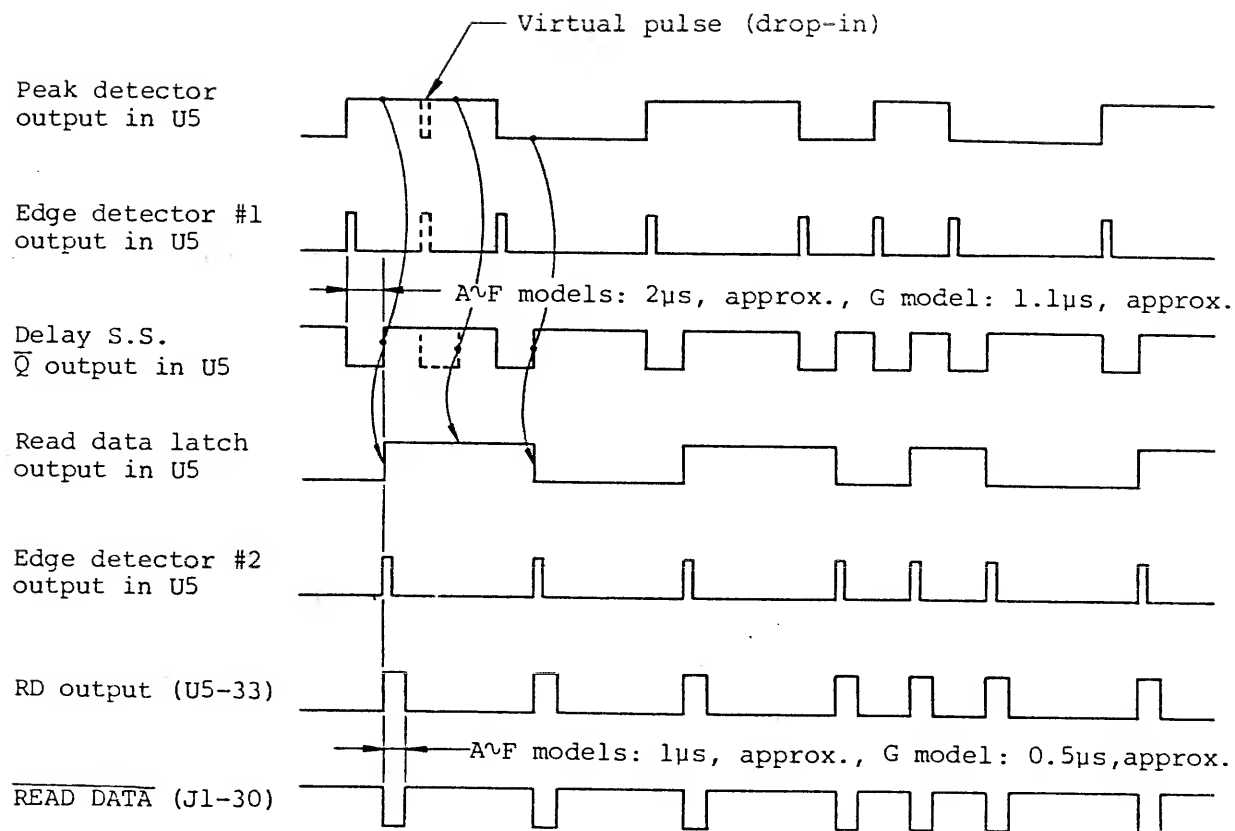 Virtual pulse (drop-in)
Peak detector
output in U5
Edge detector #1
output in U5
A~F models: 2μs, approx., G model: 1.1μs, approx.
Delay S.S.
Q̅ output in U5
Read data latch
output in U5
Edge detector #2
output in U5
RD output (U5-33)
A~F models: 1μs, approx., G model: 0.5μs,approx.
R̅E̅A̅D̅ ̅D̅A̅T̅A̅ (J1-30)